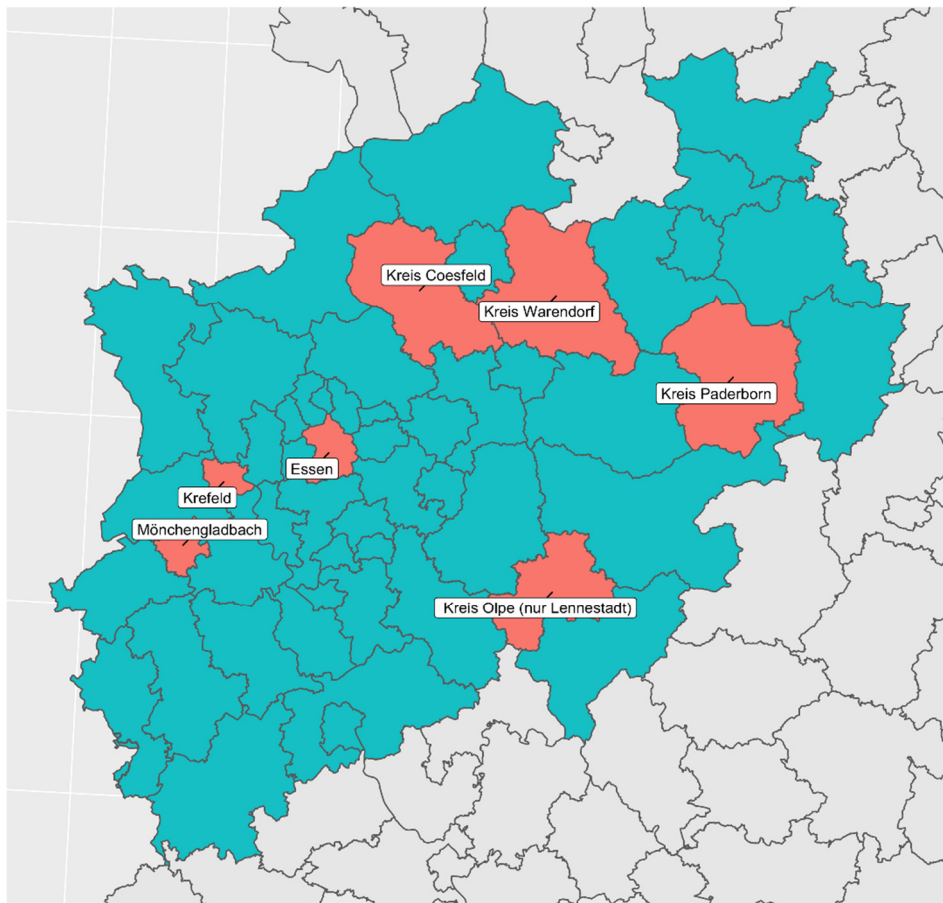 Kreis Coesfeld
Kreis Warendorf
Kreis Paderborn
Essen
Krefeld
Mönchengladbach
Kreis Olpe (nur Lennestadt)